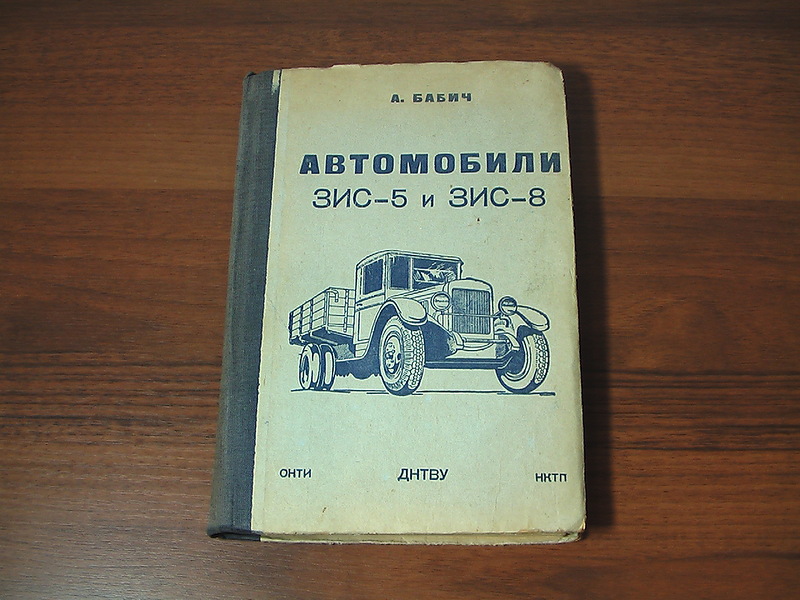 А. БАБИЧ
АВТОМОБИЛИ
ЗИС-5 и ЗИС-8
ОНТИ ДНТВУ НКТП